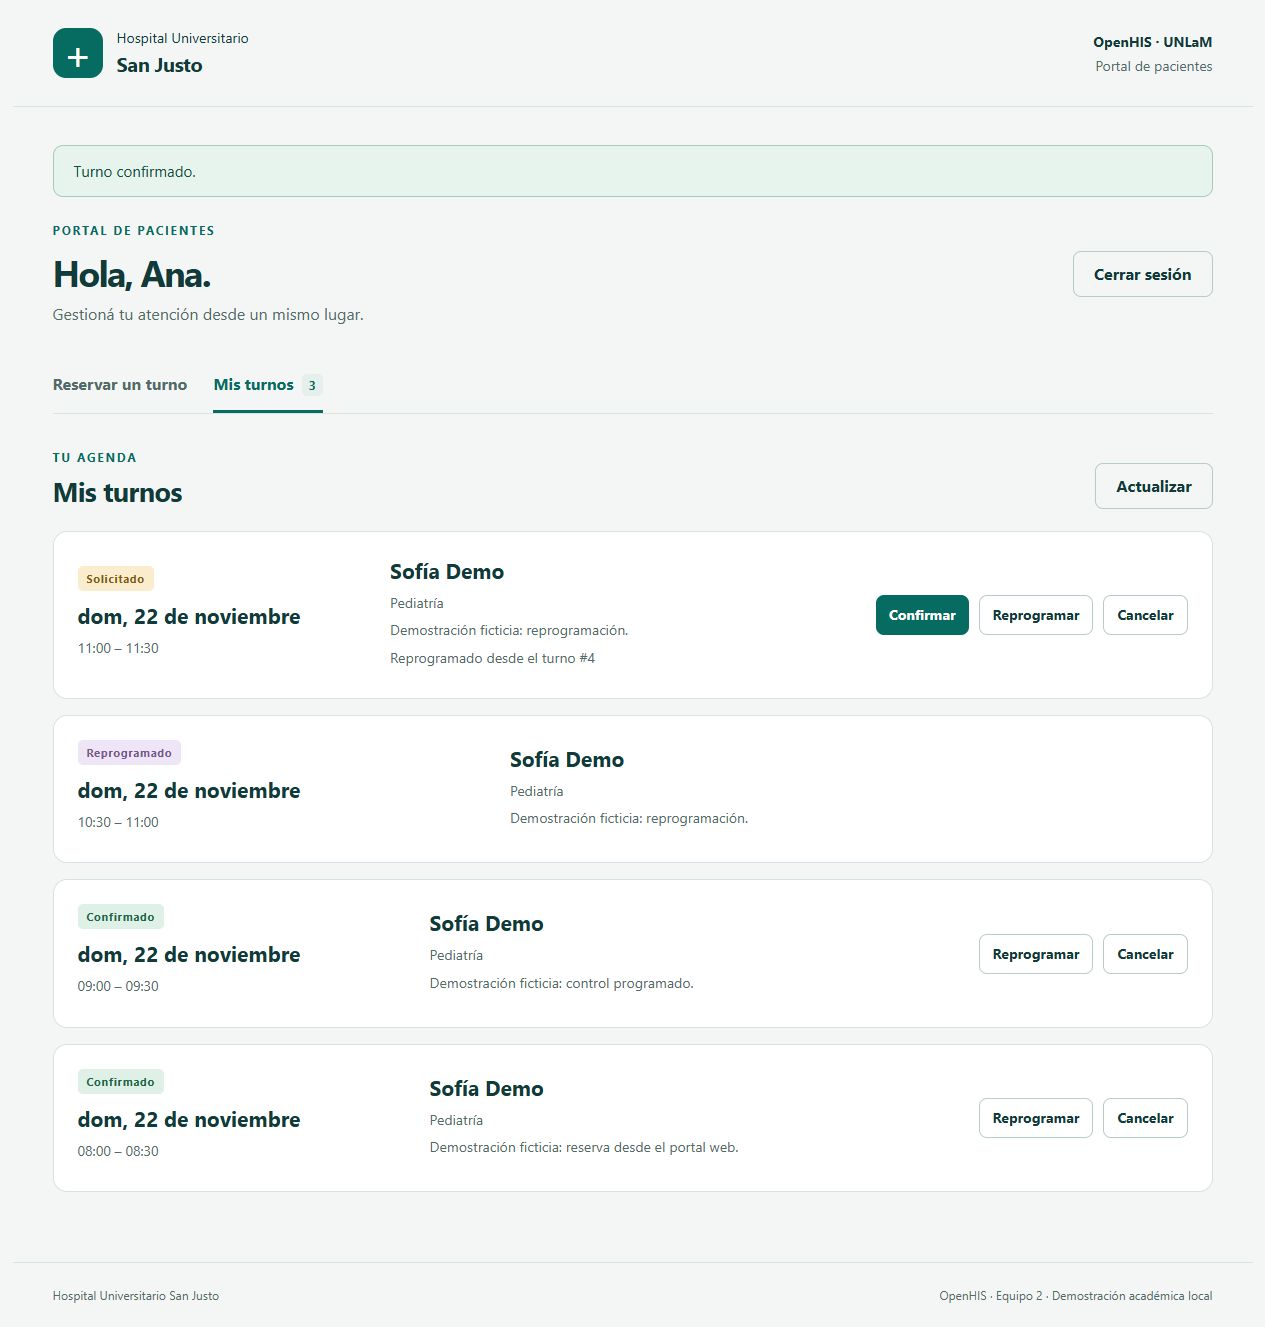 Hospital Universitario
San Justo
OpenHIS · UNLaM
Portal de pacientes
Turno confirmado.
PORTAL DE PACIENTES
Hola, Ana.
Gestioná tu atención desde un mismo lugar.
Cerrar sesión
Reservar un turno
Mis turnos 3
TU AGENDA
Mis turnos
Actualizar
Solicitado
dom, 22 de noviembre
11:00 – 11:30
Sofía Demo
Pediatría
Demostración ficticia: reprogramación.
Reprogramado desde el turno #4
Confirmar
Reprogramar
Cancelar
Reprogramado
dom, 22 de noviembre
10:30 – 11:00
Sofía Demo
Pediatría
Demostración ficticia: reprogramación.
Confirmado
dom, 22 de noviembre
09:00 – 09:30
Sofía Demo
Pediatría
Demostración ficticia: control programado.
Reprogramar
Cancelar
Confirmado
dom, 22 de noviembre
08:00 – 08:30
Sofía Demo
Pediatría
Demostración ficticia: reserva desde el portal web.
Reprogramar
Cancelar
Hospital Universitario San Justo
OpenHIS · Equipo 2 · Demostración académica local